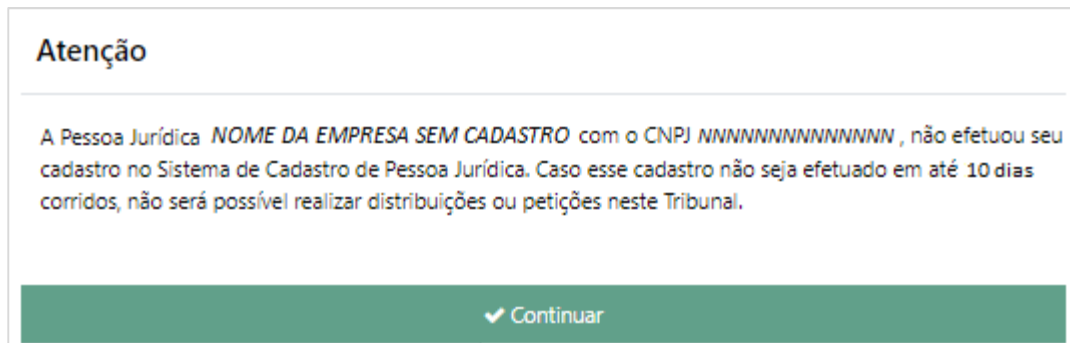 Atenção
A Pessoa Jurídica NOME DA EMPRESA SEM CADASTRO com o CNPJ NNNNNNNNNNNNNN , não efetuou seu
cadastro no Sistema de Cadastro de Pessoa Jurídica. Caso esse cadastro não seja efetuado em até 10 dias
corridos, não será possível realizar distribuições ou petições neste Tribunal.
✔ Continuar